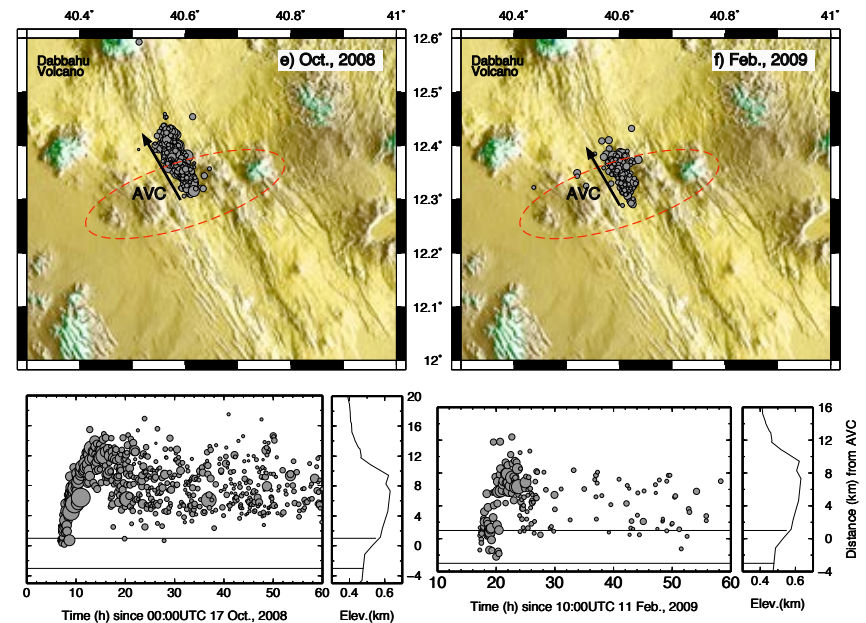 40.4˚ 40.6˚ 40.8˚ 41˚ 40.4˚ 40.6˚ 40.8˚ 41˚
12.6˚
12.5˚
12.4˚
12.3˚
12.2˚
12.1˚
12˚
Dabbahu
Volcano
e) Oct., 2008
AVC
Dabbahu
Volcano
f) Feb., 2009
AVC
20
16
12
8
4
0
−4
0 10 20 30 40 50 60
0.4 0.6
Time (h) since 00:00UTC 17 Oct., 2008
Elev.(km)
16
12
8
4
0
−4
Distance (km) from AVC
10 20 30 40 50 60
0.4 0.6
Time (h) since 10:00UTC 11 Feb., 2009
Elev.(km)